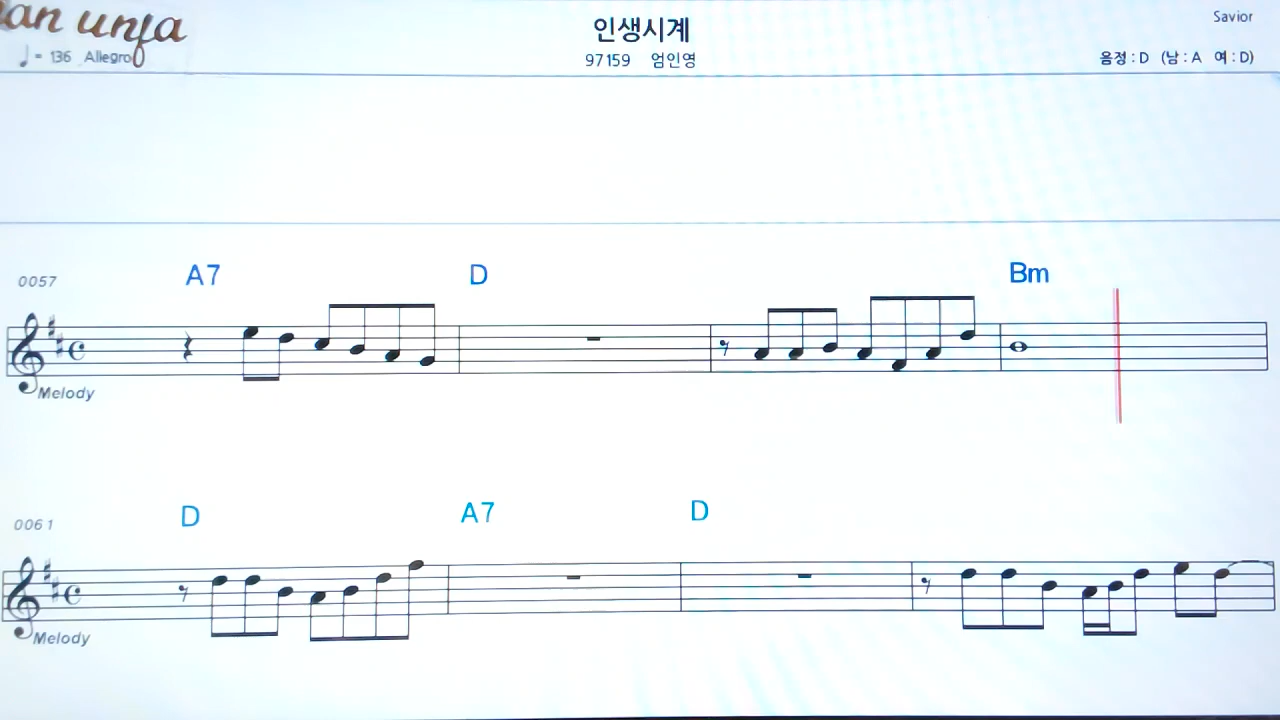 unfa
인생시계
Savior
♩ = 136 Allegro
97159 엄인영
음정 : D (남 : A 여 : D)
0057
A7
D
Bm
Melody
0061
D
A7
D
Melody